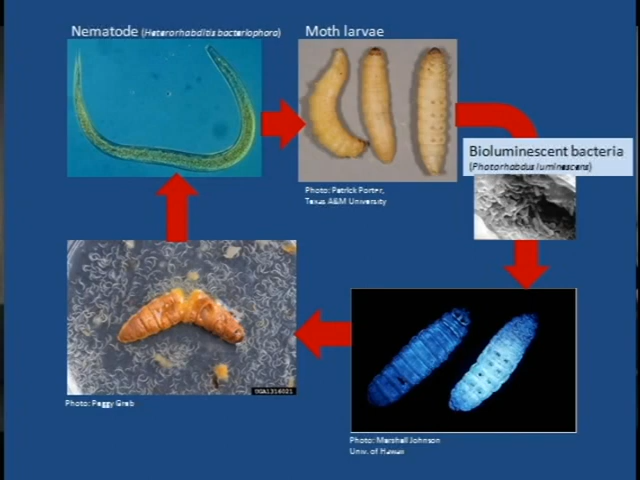 Nematode (Heterorhabditis bacteriophora)
Moth larvae
Bioluminescent bacteria
(Photorhabdus luminescens)
Photo: Patrick Porter,
Texas A&M University
UGA1316021
Photo: Peggy Greb
Photo: Marshall Johnson
Univ. of Hawaii